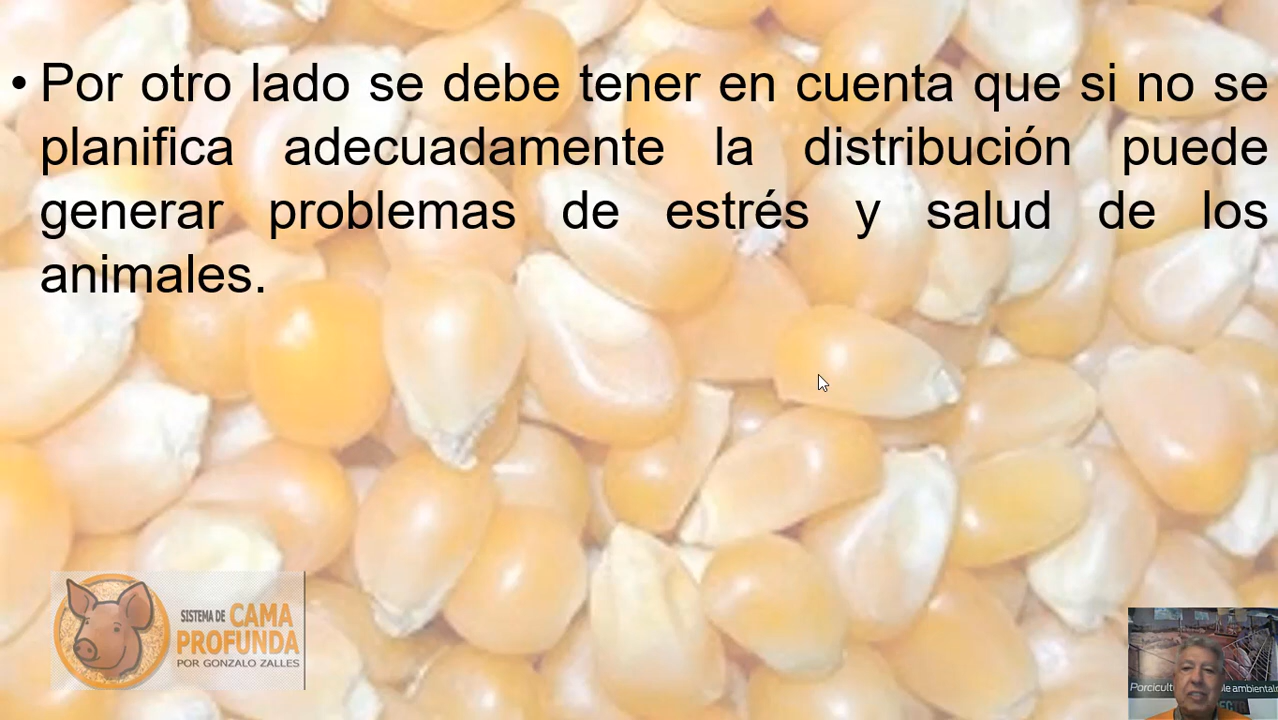 • Por otro lado se debe tener en cuenta que si no se
planifica adecuadamente la distribución puede
generar problemas de estrés y salud de los
animales.
SISTEMA DE CAMA
PROFUNDA
POR GONZALO ZALLES